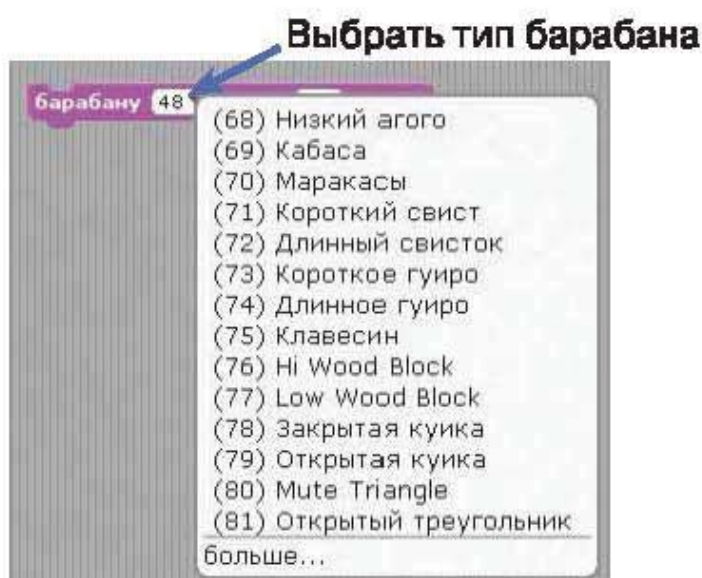 Выбрать тип барабана
барабану 48
(68) Низкий агого
(69) Кабаса
(70) Маракасы
(71) Короткий свист
(72) Длинный свисток
(73) Короткое гуиро
(74) Длинное гуиро
(75) Клавесин
(76) Hi Wood Block
(77) Low Wood Block
(78) Закрытая куика
(79) Открытая куика
(80) Mute Triangle
(81) Открытый треугольник
больше...